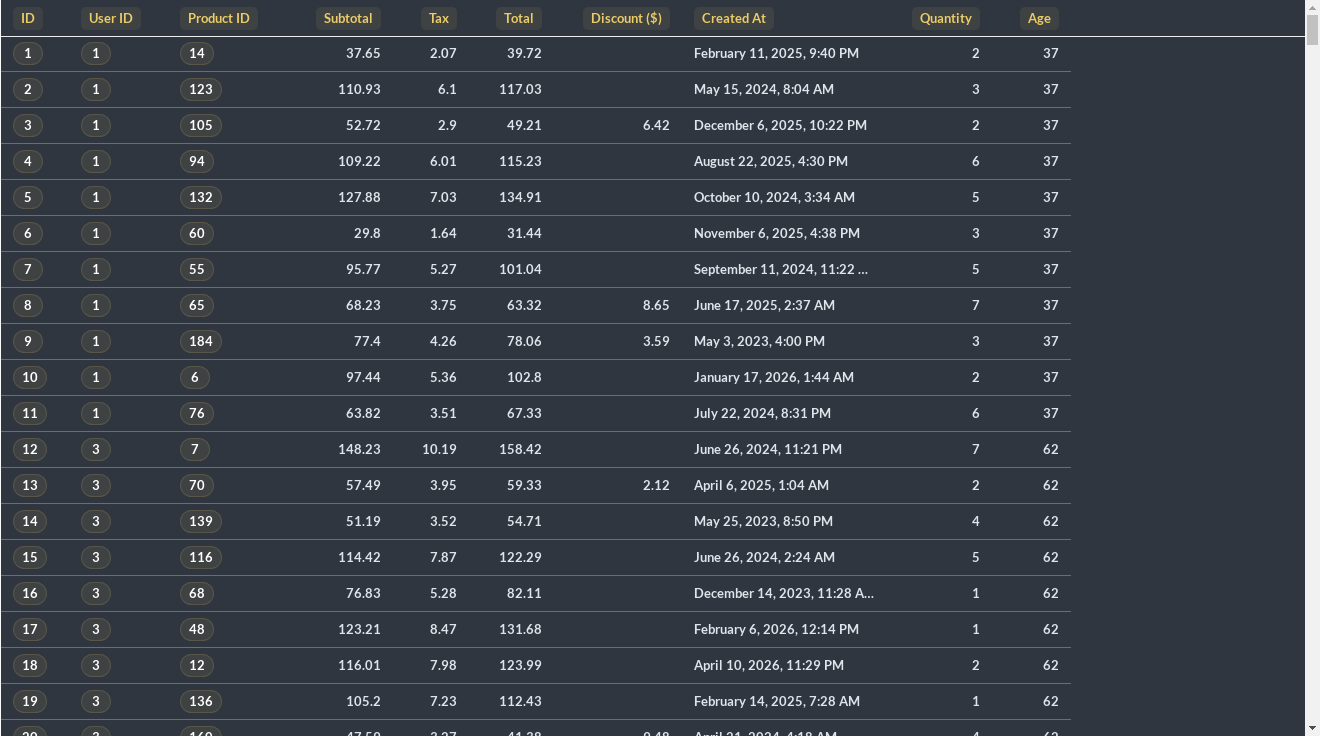 ID User ID Product ID Subtotal Tax Total Discount ($) Created At Quantity Age
1 1 14 37.65 2.07 39.72 February 11, 2025, 9:40 PM 2 37
2 1 123 110.93 6.1 117.03 May 15, 2024, 8:04 AM 3 37
3 1 105 52.72 2.9 49.21 6.42 December 6, 2025, 10:22 PM 2 37
4 1 94 109.22 6.01 115.23 August 22, 2025, 4:30 PM 6 37
5 1 132 127.88 7.03 134.91 October 10, 2024, 3:34 AM 5 37
6 1 60 29.8 1.64 31.44 November 6, 2025, 4:38 PM 3 37
7 1 55 95.77 5.27 101.04 September 11, 2024, 11:22 ... 5 37
8 1 65 68.23 3.75 63.32 8.65 June 17, 2025, 2:37 AM 7 37
9 1 184 77.4 4.26 78.06 3.59 May 3, 2023, 4:00 PM 3 37
10 1 6 97.44 5.36 102.8 January 17, 2026, 1:44 AM 2 37
11 1 76 63.82 3.51 67.33 July 22, 2024, 8:31 PM 6 37
12 3 7 148.23 10.19 158.42 June 26, 2024, 11:21 PM 7 62
13 3 70 57.49 3.95 59.33 2.12 April 6, 2025, 1:04 AM 2 62
14 3 139 51.19 3.52 54.71 May 25, 2023, 8:50 PM 4 62
15 3 116 114.42 7.87 122.29 June 26, 2024, 2:24 AM 5 62
16 3 68 76.83 5.28 82.11 December 14, 2023, 11:28 A... 1 62
17 3 48 123.21 8.47 131.68 February 6, 2026, 12:14 PM 1 62
18 3 12 116.01 7.98 123.99 April 10, 2026, 11:29 PM 2 62
19 3 136 105.2 7.23 112.43 February 14, 2025, 7:28 AM 1 62